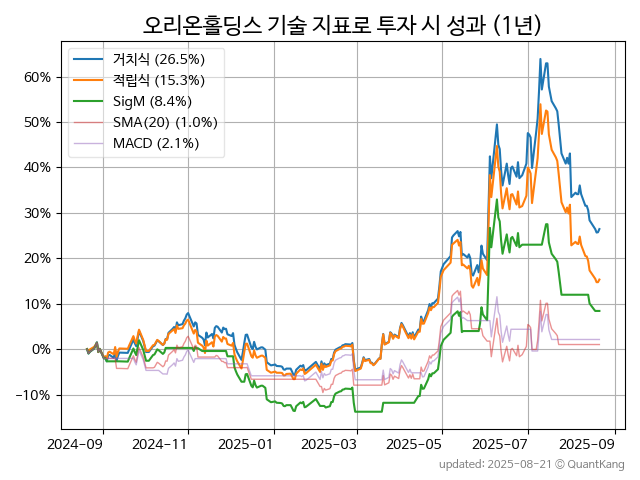 오리온홀딩스 기술 지표로 투자 시 성과 (1년)
거치식 (26.5%)
적립식 (15.3%)
SigM (8.4%)
SMA(20) (1.0%)
MACD (2.1%)
60%
50%
40%
30%
20%
10%
0%
−10%
2024-09 2024-11 2025-01 2025-03 2025-05 2025-07 2025-09
updated: 2025-08-21 © QuantKang